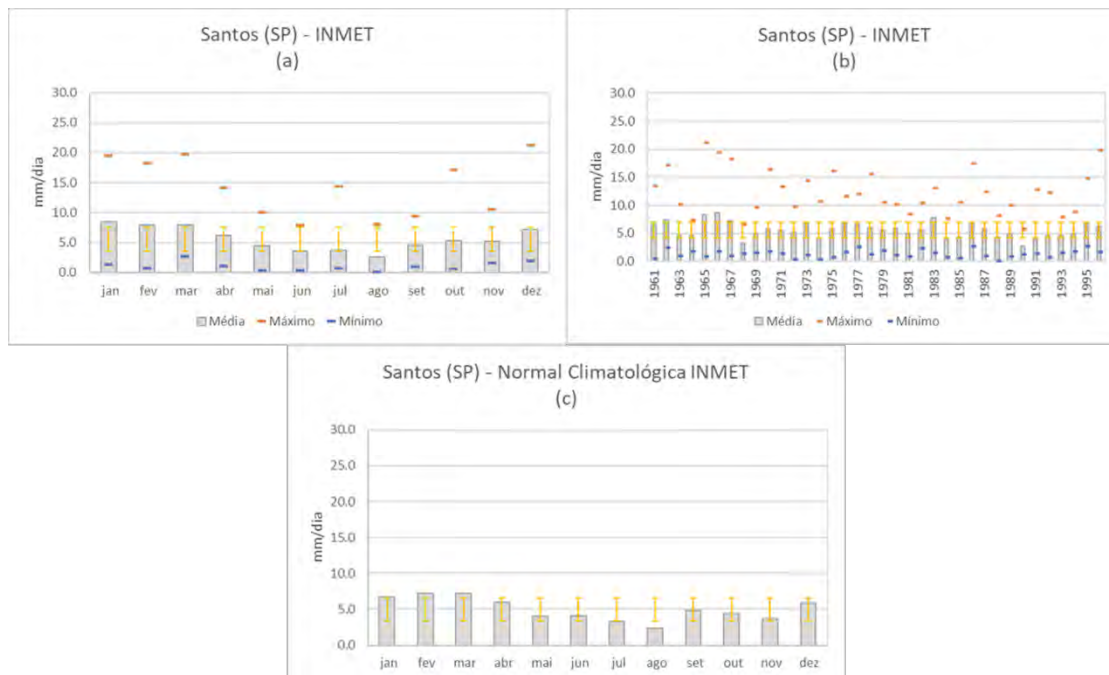 Santos (SP) - INMET
(a)
30.0
25.0
20.0
15.0
10.0
5.0
0.0
mm/dia
jan fev mar abr mai jun jul ago set out nov dez
Média Máximo Mínimo
Santos (SP) - INMET
(b)
30.0
25.0
20.0
15.0
10.0
5.0
0.0
mm/dia
1961 1963 1965 1967 1969 1971 1973 1975 1977 1979 1981 1983 1985 1987 1989 1991 1993 1995
Média Máximo Mínimo
Santos (SP) - Normal Climatológica INMET
(c)
30.0
25.0
20.0
15.0
10.0
5.0
0.0
mm/dia
jan fev mar abr mai jun jul ago set out nov dez